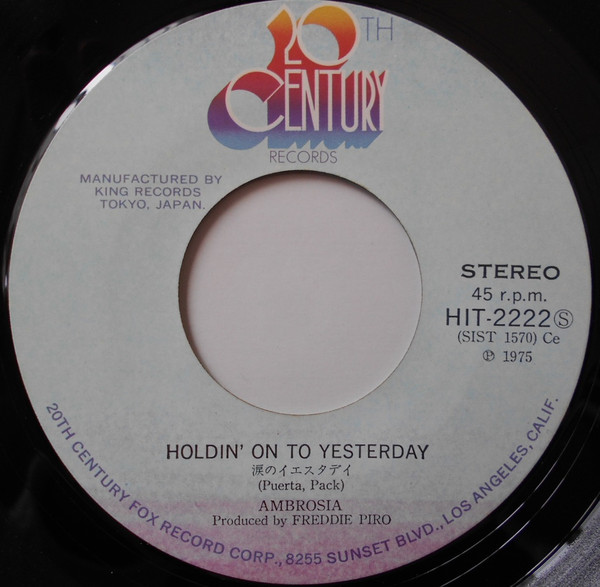 20TH
CENTURY
RECORDS
MANUFACTURED BY
KING RECORDS
TOKYO, JAPAN.
STEREO
45 r.p.m.
HIT-2222Ⓢ
(SIST 1570) Ce
℗ 1975
HOLDIN' ON TO YESTERDAY
涙のイエスタデイ
(Puerta, Pack)
AMBROSIA
Produced by FREDDIE PIRO
20TH CENTURY FOX RECORD CORP., 8255 SUNSET BLVD., LOS ANGELES, CALIF.